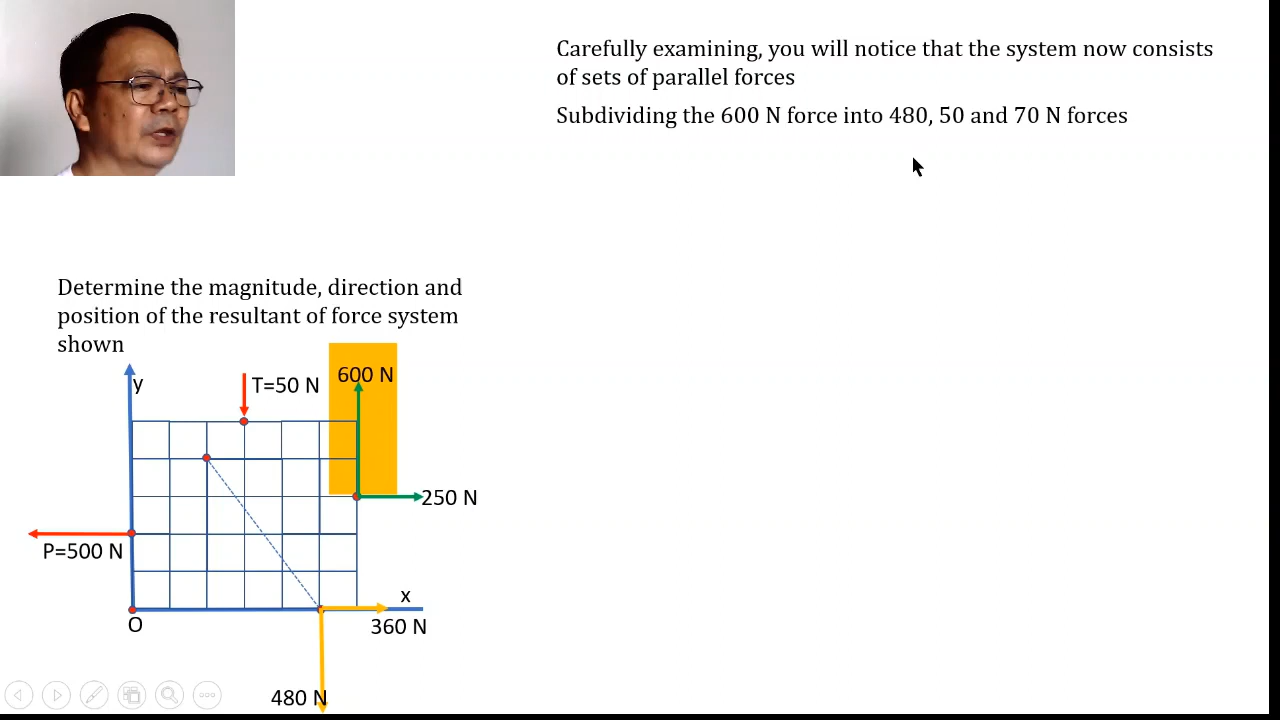 Carefully examining, you will notice that the system now consists
of sets of parallel forces
Subdividing the 600 N force into 480, 50 and 70 N forces
Determine the magnitude, direction and
position of the resultant of force system
shown
y
T=50 N
600 N
250 N
P=500 N
x
O
360 N
480 N